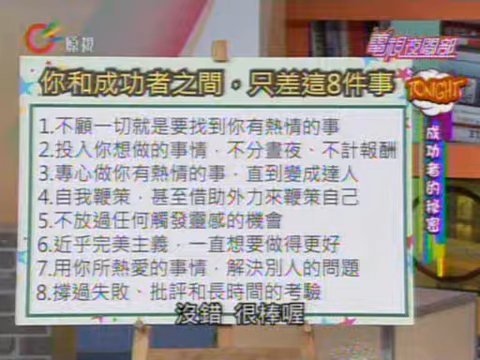 原視
電視夜間部
TONIGHT
成功者的秘密
你和成功者之間，只差這8件事
1.不顧一切就是要找到你有熱情的事
2.投入你想做的事情，不分晝夜、不計報酬
3.專心做你有熱情的事，直到變成達人
4.自我鞭策，甚至借助外力來鞭策自己
5.不放過任何觸發靈感的機會
6.近乎完美主義，一直想要做得更好
7.用你所熱愛的事情，解決別人的問題
8.撐過失敗、批評和長時間的考驗
沒錯 很棒喔